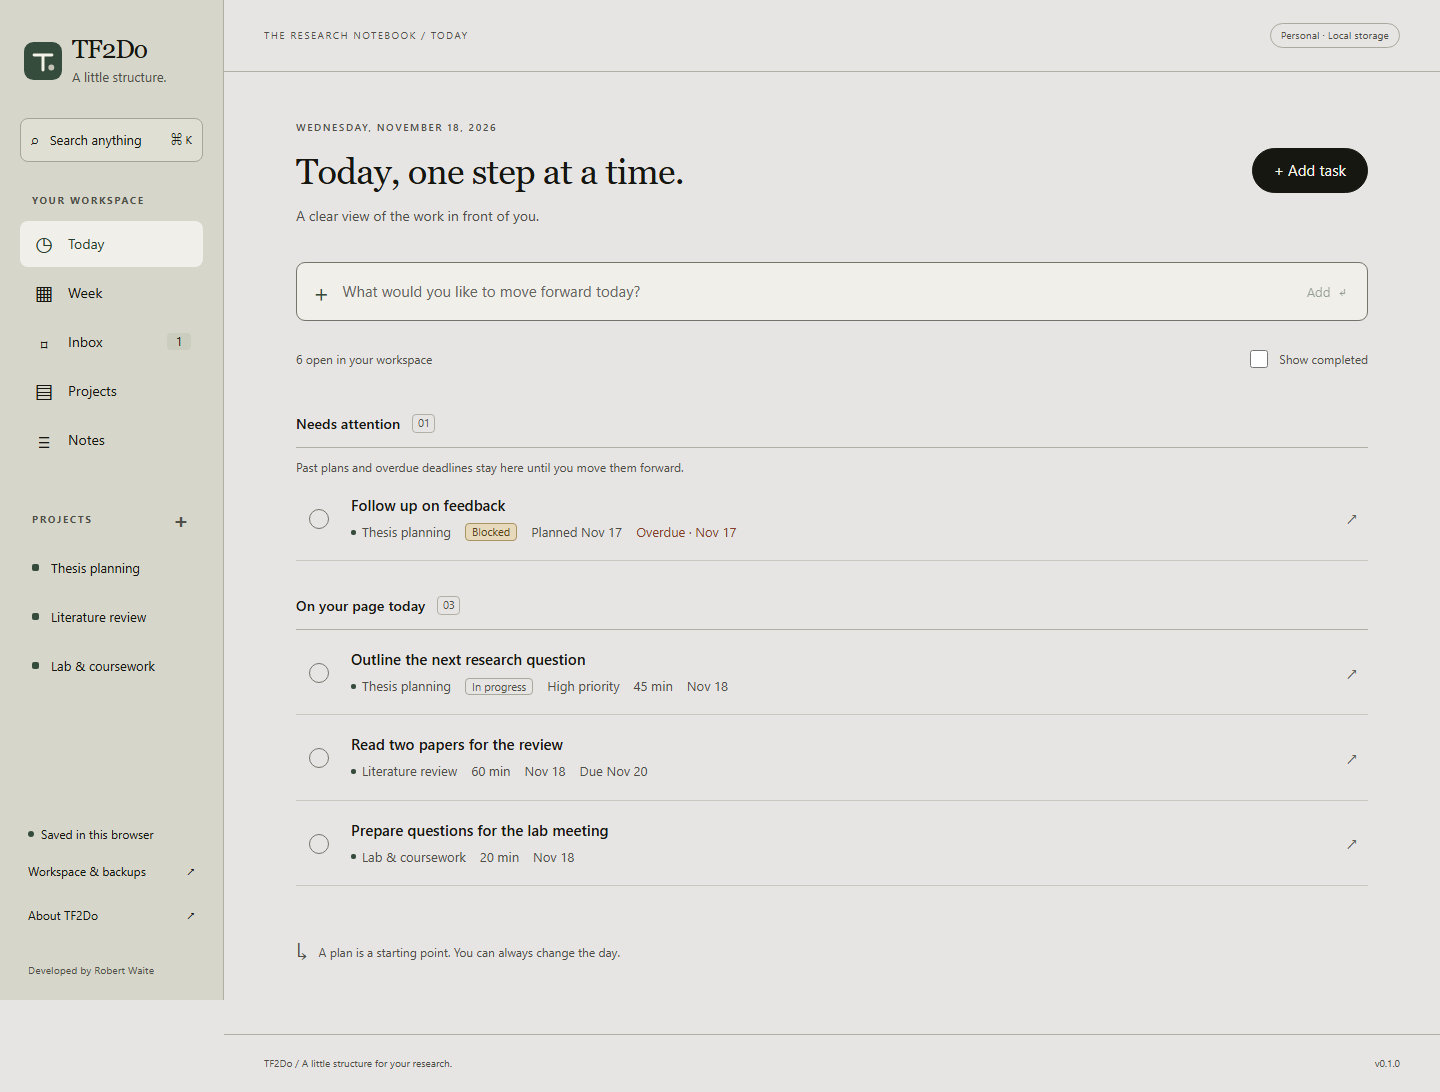 TF2Do
A little structure.
Search anything ⌘ K
YOUR WORKSPACE
Today
Week
Inbox 1
Projects
Notes
PROJECTS +
Thesis planning
Literature review
Lab & coursework
Saved in this browser
Workspace & backups ↗
About TF2Do ↗
Developed by Robert Waite
THE RESEARCH NOTEBOOK / TODAY
Personal · Local storage
WEDNESDAY, NOVEMBER 18, 2026
Today, one step at a time.
+ Add task
A clear view of the work in front of you.
+ What would you like to move forward today? Add ↲
6 open in your workspace
Show completed
Needs attention 01
Past plans and overdue deadlines stay here until you move them forward.
Follow up on feedback
Thesis planning Blocked Planned Nov 17 Overdue · Nov 17
On your page today 03
Outline the next research question
Thesis planning In progress High priority 45 min Nov 18
Read two papers for the review
Literature review 60 min Nov 18 Due Nov 20
Prepare questions for the lab meeting
Lab & coursework 20 min Nov 18
↳ A plan is a starting point. You can always change the day.
TF2Do / A little structure for your research.
v0.1.0